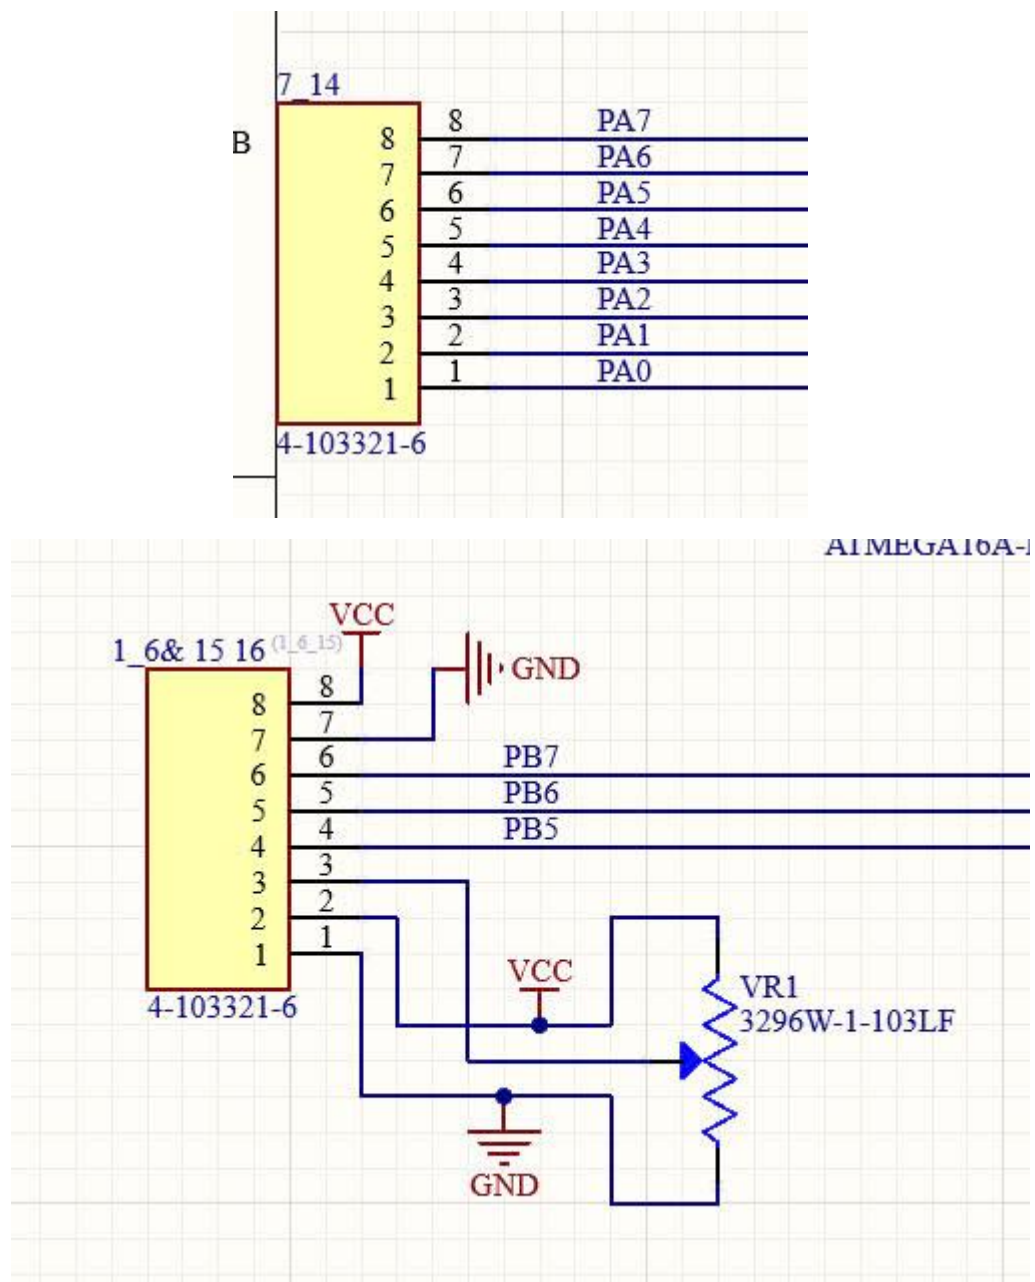 7_14
B
8 8 PA7
7 7 PA6
6 6 PA5
5 5 PA4
4 4 PA3
3 3 PA2
2 2 PA1
1 1 PA0
4-103321-6
VCC
1_6& 15 16 (1_6_15)
GND
8 8
7 7
6 6 PB7
5 5 PB6
4 4 PB5
3 3
2 2
1 1
4-103321-6
VCC
VR1
3296W-1-103LF
GND